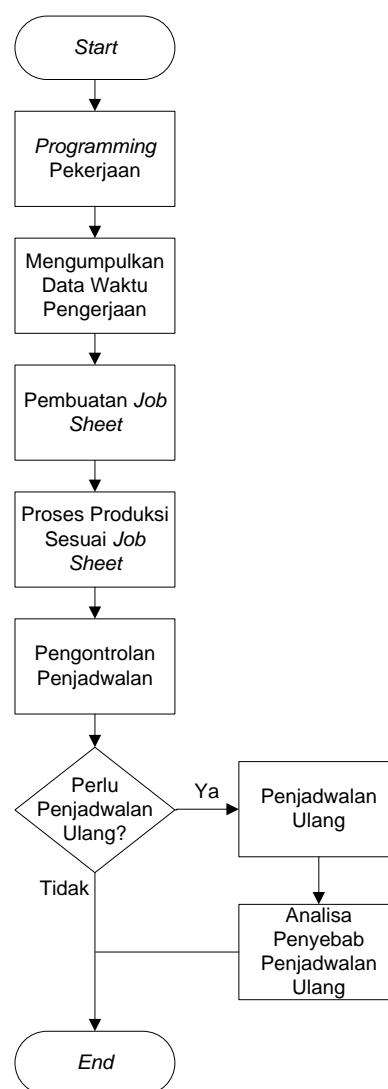 Start
Programming
Pekerjaan
Mengumpulkan
Data Waktu
Pengerjaan
Pembuatan Job
Sheet
Proses Produksi
Sesuai Job
Sheet
Pengontrolan
Penjadwalan
Perlu
Penjadwalan
Ulang?
Ya
Penjadwalan
Ulang
Tidak
Analisa
Penyebab
Penjadwalan
Ulang
End